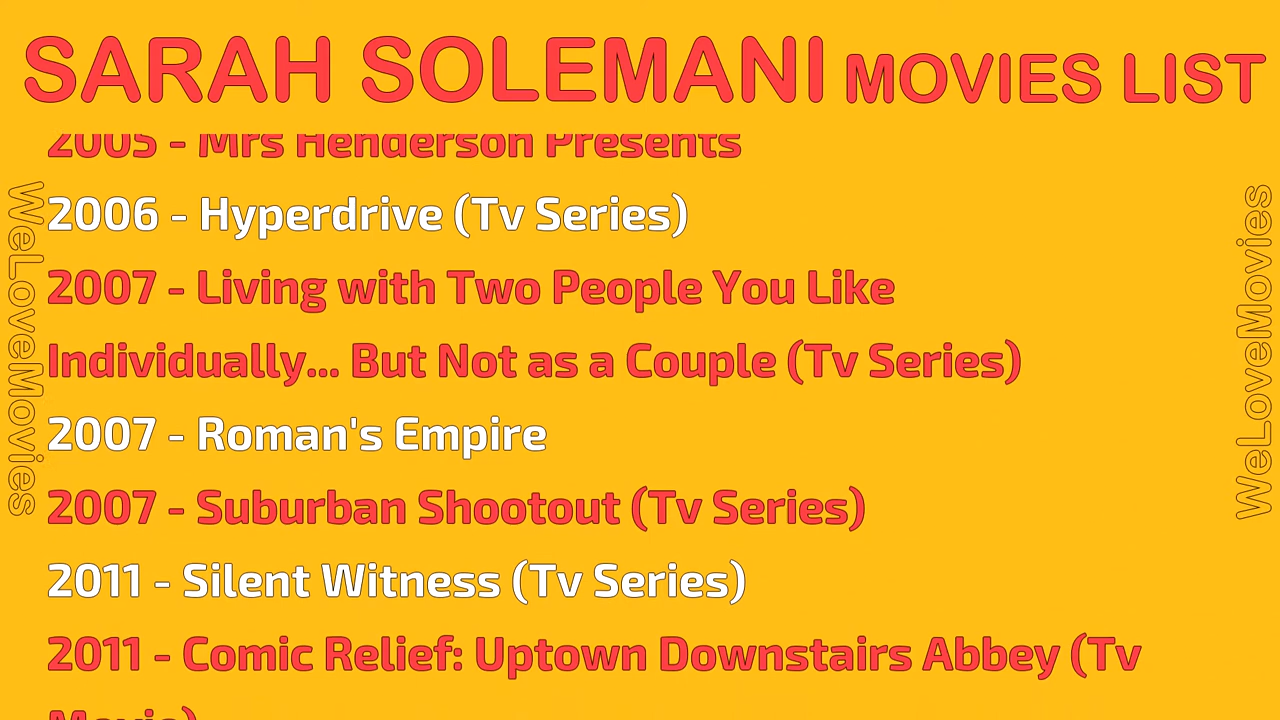 SARAH SOLEMANI MOVIES LIST
2005 - Mrs Henderson Presents
2006 - Hyperdrive (Tv Series)
2007 - Living with Two People You Like
Individually... But Not as a Couple (Tv Series)
2007 - Roman's Empire
2007 - Suburban Shootout (Tv Series)
2011 - Silent Witness (Tv Series)
2011 - Comic Relief: Uptown Downstairs Abbey (Tv
Movie)
WeLoveMovies
WeLoveMovies